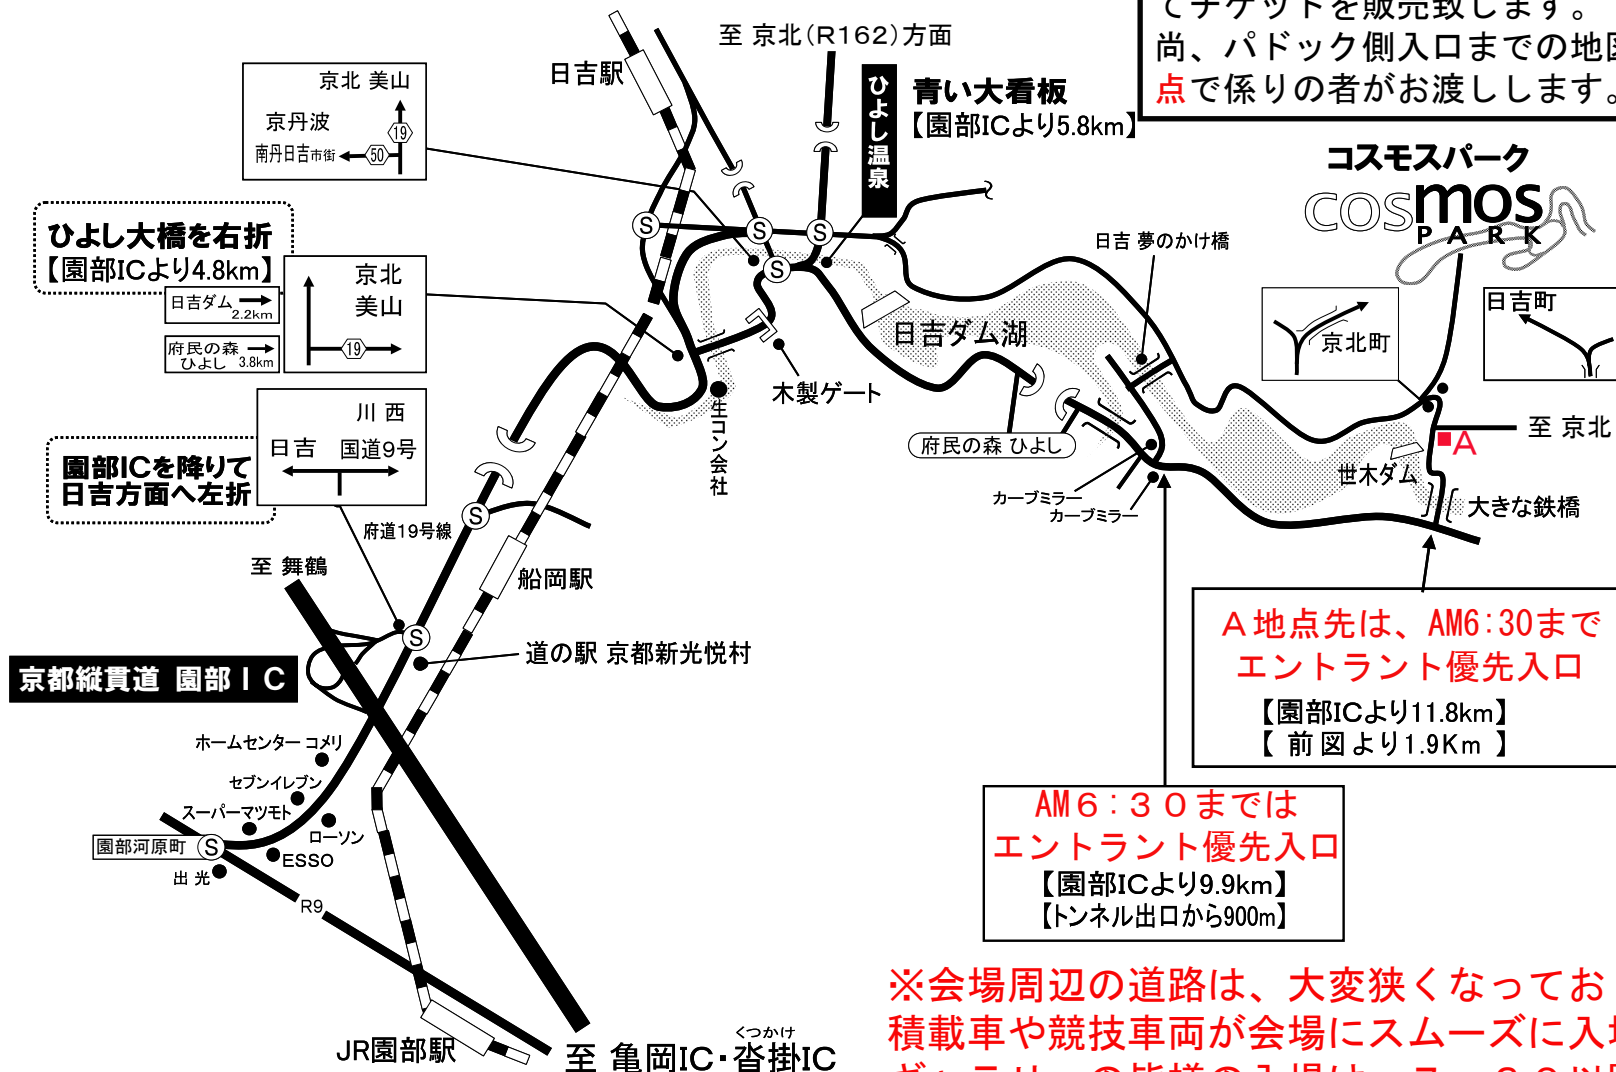 てチケットを販売致します。
尚、パドック側入口までの地図
点で係りの者がお渡しします。
至 京北(R162)方面
日吉駅
ひよし温泉
青い大看板
【園部ICより5.8km】
京北 美山
京丹波
19
南丹日吉市街
50
コスモスパーク
COSMOS
PARK
ひよし大橋を右折
【園部ICより4.8km】
日吉ダム
2.2km
府民の森
ひよし 3.8km
京北
美山
19
日吉 夢のかけ橋
日吉ダム湖
京北町
日吉町
木製ゲート
生コン会社
府民の森 ひよし
至 京北
A
世木ダム
大きな鉄橋
カーブミラー
カーブミラー
川西
日吉 国道9号
園部ICを降りて
日吉方面へ左折
府道19号線
S
S
S
S
S
S
S
船岡駅
至 舞鶴
道の駅 京都新光悦村
京都縦貫道 園部IC
A地点先は、AM6:30まで
エントラント優先入口
【園部ICより11.8km】
【 前図より1.9Km 】
ホームセンター コメリ
セブンイレブン
スーパーマツモト
ローソン
園部河原町
ESSO
出光
R9
AM6:30までは
エントラント優先入口
【園部ICより9.9km】
【トンネル出口から900m】
JR園部駅
くつかけ
至 亀岡IC・沓掛IC
※会場周辺の道路は、大変狭くなってお
積載車や競技車両が会場にスムーズに入場